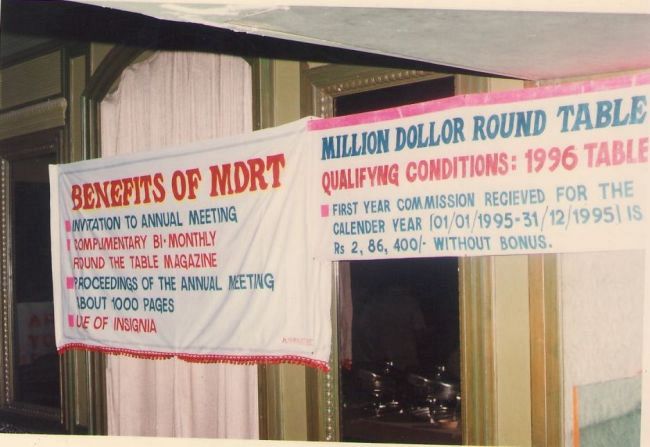 BENEFITS OF MDRT
INVITATION TO ANNUAL MEETING
COMPLIMENTARY BI-MONTHLY
ROUND THE TABLE MAGAZINE
PROCEEDINGS OF THE ANNUAL MEETING
ABOUT 1000 PAGES
USE OF INSIGNIA
MILLION DOLLOR ROUND TABLE
QUALIFYNG CONDITIONS: 1996 TABLE
FIRST YEAR COMMISSION RECIEVED FOR THE
CALENDER YEAR (01/01/1995-31/12/1995) IS
Rs 2, 86, 400/- WITHOUT BONUS.